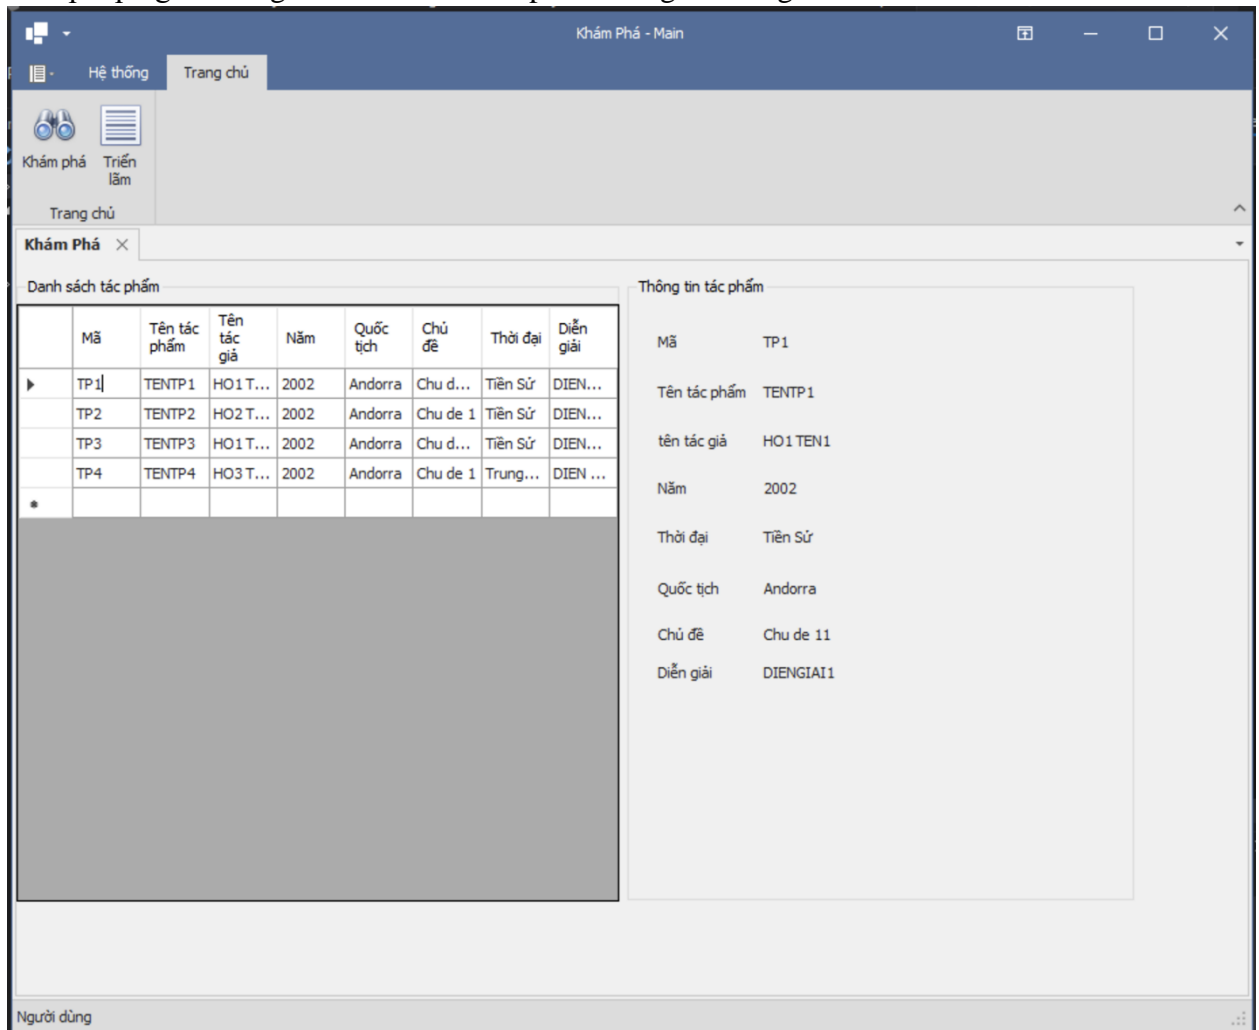 Khám Phá - Main
Hệ thống Trang chủ
Khám phá Triển lãm
Trang chủ
Khám Phá
Danh sách tác phẩm
Mã Tên tác phẩm Tên tác giả Năm Quốc tịch Chủ đề Thời đại Diễn giải
TP1 TENTP1 HO1 T... 2002 Andorra Chu d... Tiền Sử DIEN...
TP2 TENTP2 HO2 T... 2002 Andorra Chu de 1 Tiền Sử DIEN...
TP3 TENTP3 HO1 T... 2002 Andorra Chu d... Tiền Sử DIEN...
TP4 TENTP4 HO3 T... 2002 Andorra Chu de 1 Trung... DIEN ...
Thông tin tác phẩm
Mã TP1
Tên tác phẩm TENTP1
tên tác giả HO1 TEN1
Năm 2002
Thời đại Tiền Sử
Quốc tịch Andorra
Chủ đề Chu de 11
Diễn giải DIENGIAI1
Người dùng